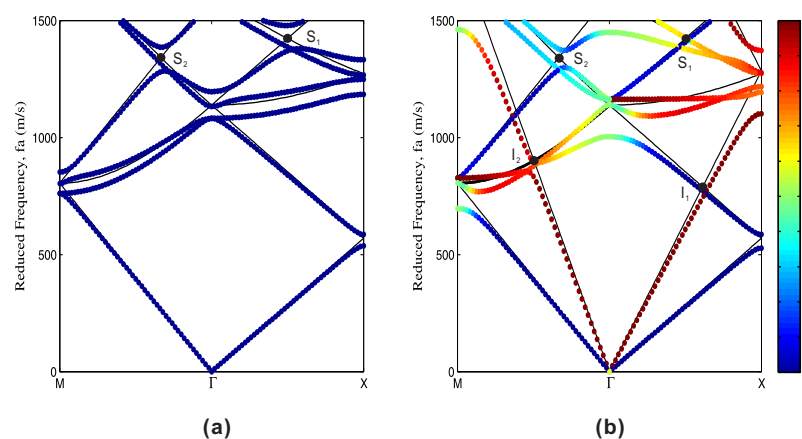 1500
1000
500
0
Reduced Frequency, fa (m/s)
M
Γ
X
S₂
S₁
(a)
1500
1000
500
0
Reduced Frequency, fa (m/s)
M
Γ
X
S₂
S₁
I₂
I₁
(b)